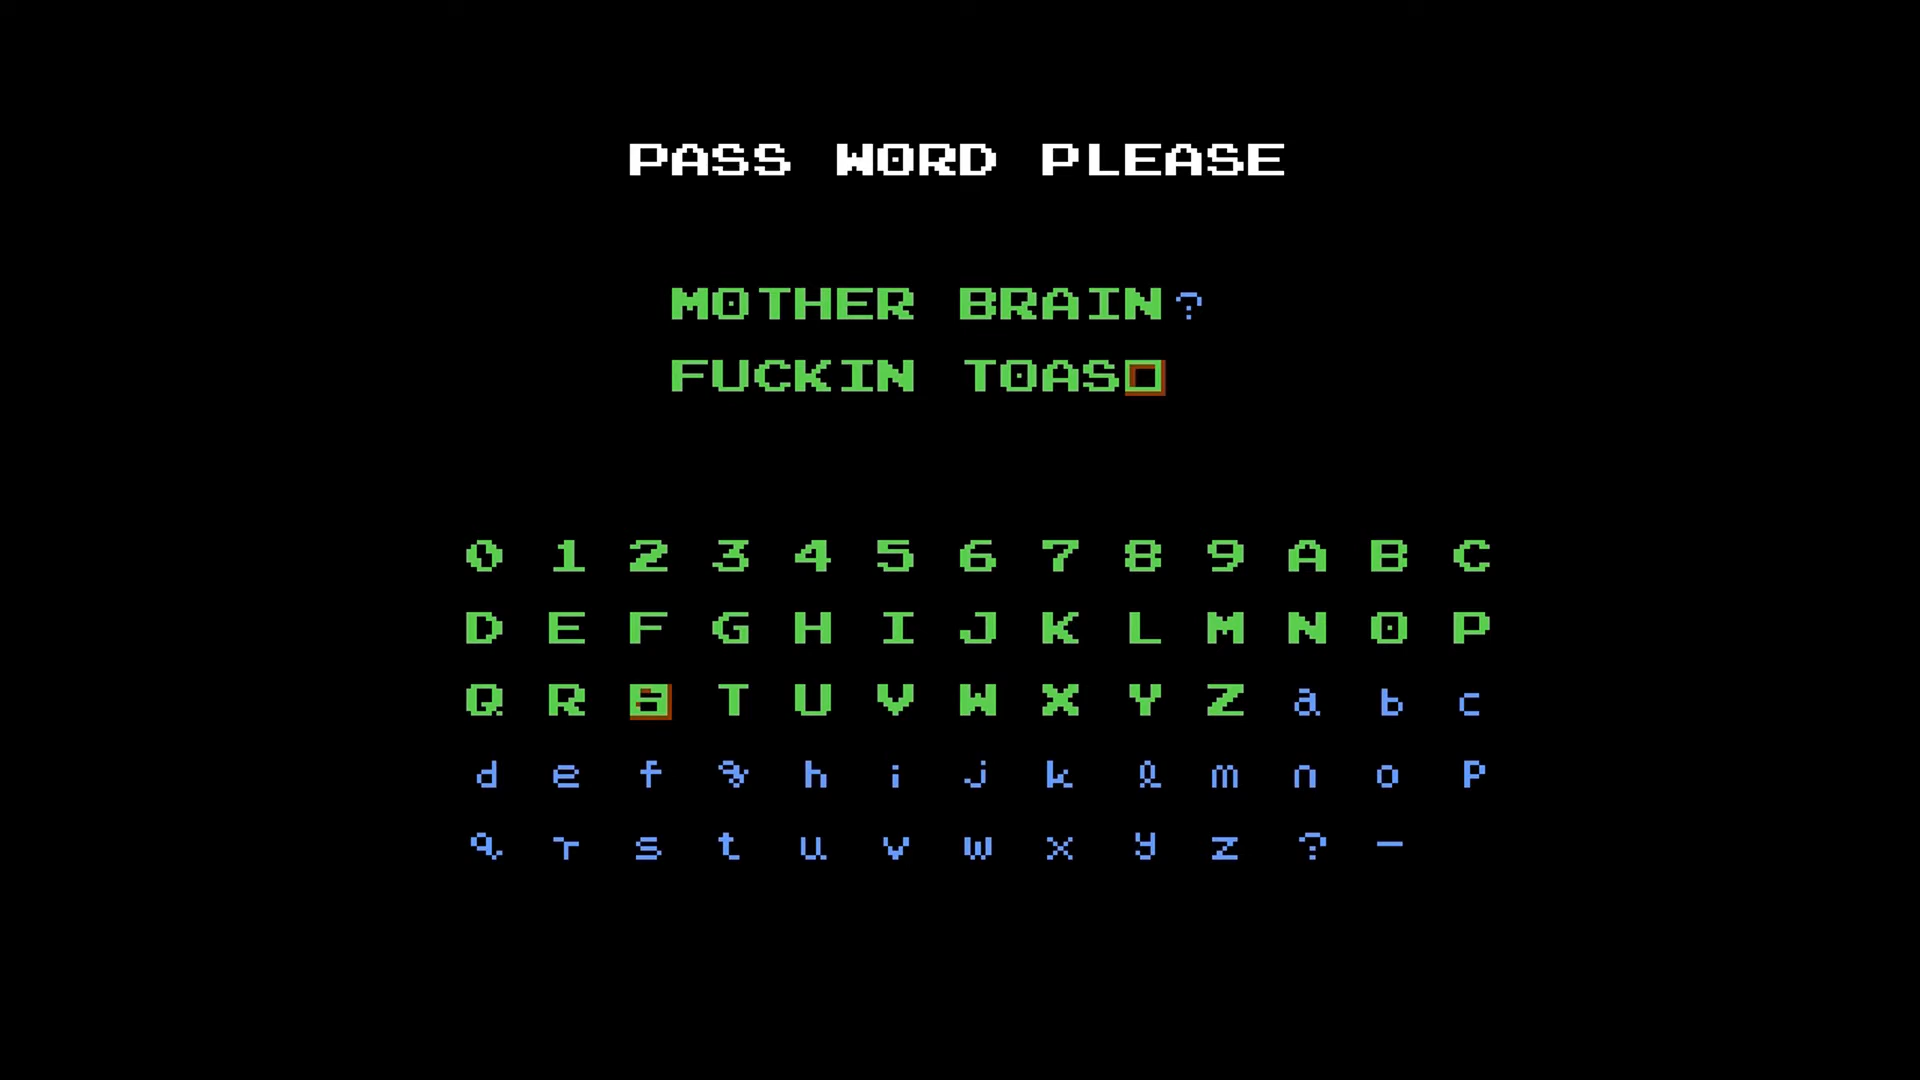 PASS WORD PLEASE
MOTHER BRAIN?
FUCKIN TOAS
0 1 2 3 4 5 6 7 8 9 A B C
D E F G H I J K L M N O P
Q R S T U V W X Y Z a b c
d e f g h i j k l m n o p
q r s t u v w x y z ? -